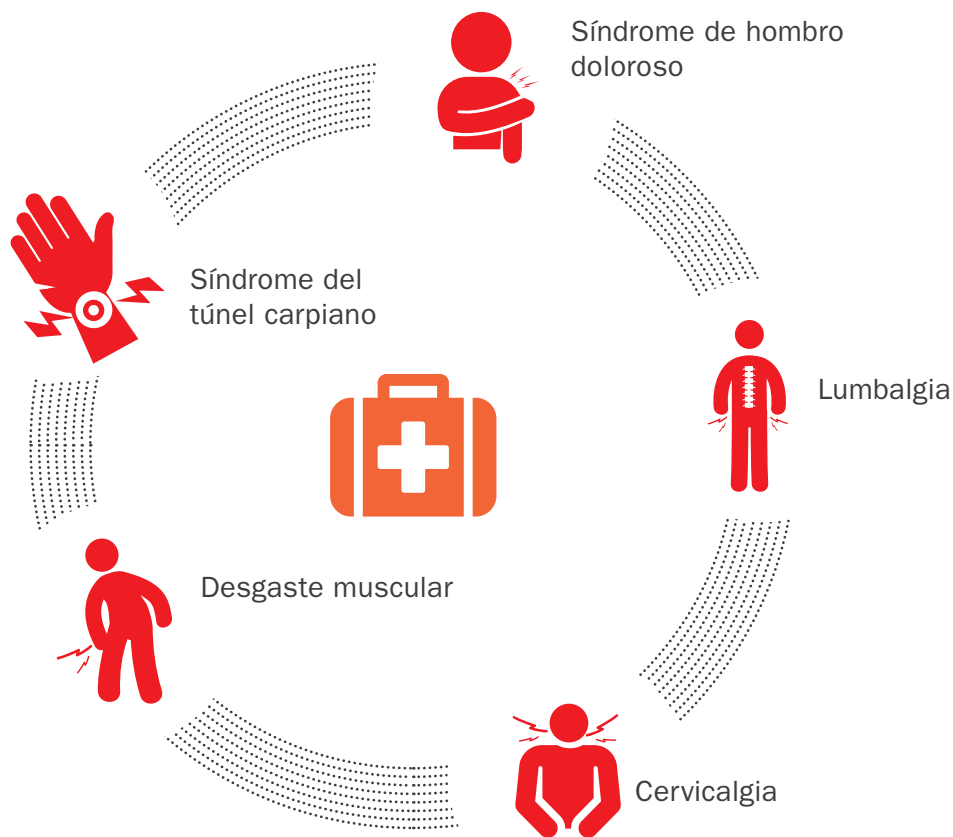 Síndrome de hombro
doloroso
Síndrome del
túnel carpiano
Lumbalgia
Desgaste muscular
Cervicalgia